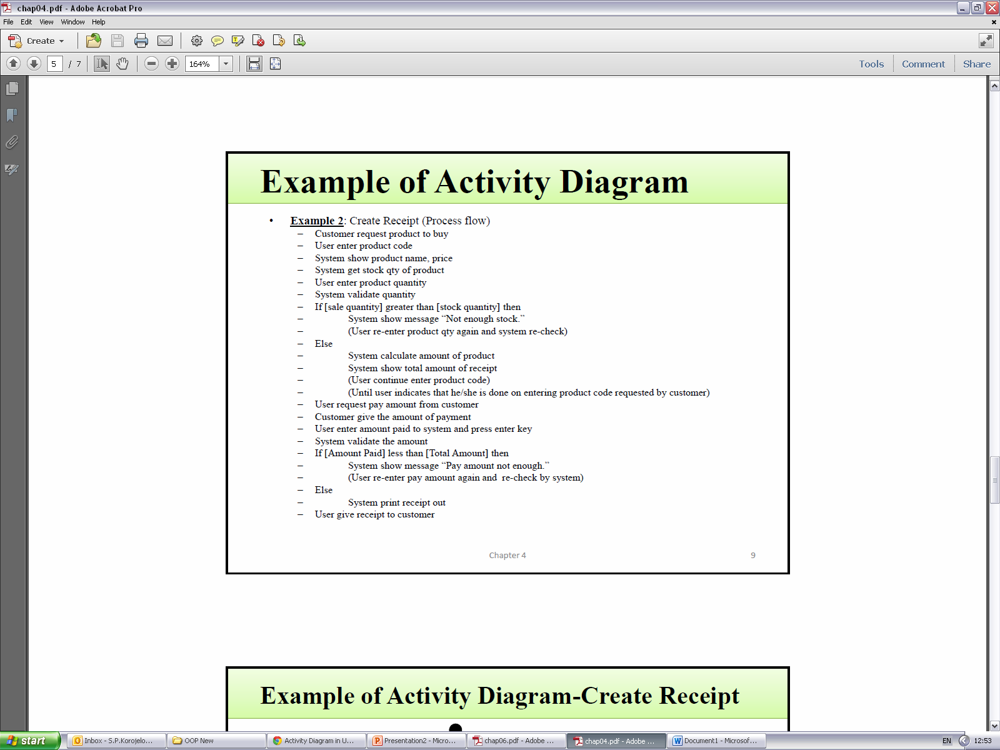 chap04.pdf - Adobe Acrobat Pro
File Edit View Window Help
Create
5 / 7 164% Tools Comment Share
Example of Activity Diagram
• Example 2: Create Receipt (Process flow)
– Customer request product to buy
– User enter product code
– System show product name, price
– System get stock qty of product
– User enter product quantity
– System validate quantity
– If [sale quantity] greater than [stock quantity] then
– System show message “Not enough stock.”
– (User re-enter product qty again and system re-check)
– Else
– System calculate amount of product
– System show total amount of receipt
– (User continue enter product code)
– (Until user indicates that he/she is done on entering product code requested by customer)
– User request pay amount from customer
– Customer give the amount of payment
– User enter amount paid to system and press enter key
– System validate the amount
– If [Amount Paid] less than [Total Amount] then
– System show message “Pay amount not enough.”
– (User re-enter pay amount again and re-check by system)
– Else
– System print receipt out
– User give receipt to customer
Chapter 4 9
Example of Activity Diagram-Create Receipt
start Inbox - S.P.Korojelo... OOP New Activity Diagram in U... Presentation2 - Micro... chap06.pdf - Adobe ... chap04.pdf - Adobe ... Document1 - Microsof... EN 12:53